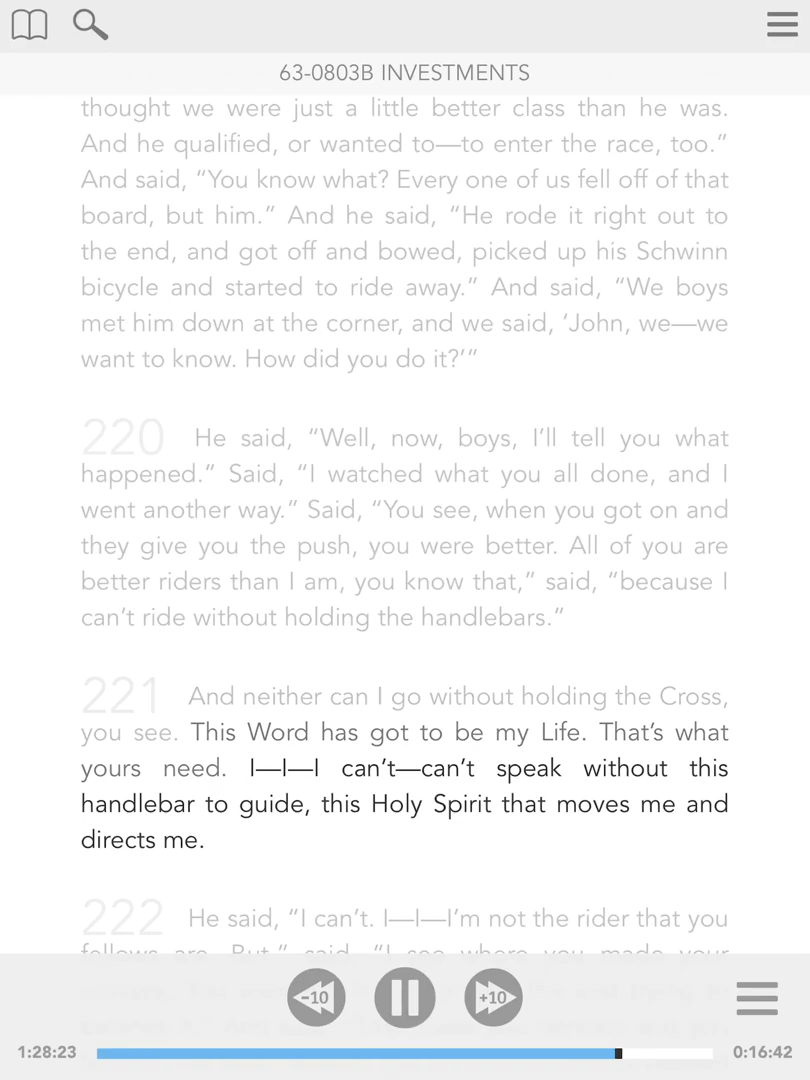 63-0803B INVESTMENTS
thought we were just a little better class than he was.
And he qualified, or wanted to—to enter the race, too.”
And said, “You know what? Every one of us fell off of that
board, but him.” And he said, “He rode it right out to
the end, and got off and bowed, picked up his Schwinn
bicycle and started to ride away.” And said, “We boys
met him down at the corner, and we said, ‘John, we—we
want to know. How did you do it?’”
220 He said, “Well, now, boys, I’ll tell you what
happened.” Said, “I watched what you all done, and I
went another way.” Said, “You see, when you got on and
they give you the push, you were better. All of you are
better riders than I am, you know that,” said, “because I
can’t ride without holding the handlebars.”
221 And neither can I go without holding the Cross,
you see. This Word has got to be my Life. That’s what
yours need. I—I—I can’t—can’t speak without this
handlebar to guide, this Holy Spirit that moves me and
directs me.
222 He said, “I can’t. I—I—I’m not the rider that you
fellows are. But,” said, “I see where you made your
-10
+10
1:28:23
0:16:42